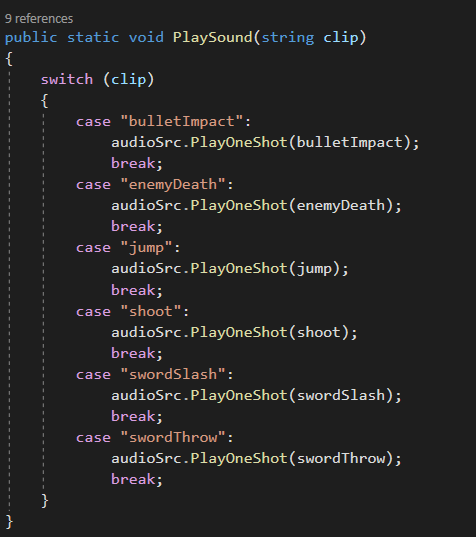 9 references
public static void PlaySound(string clip)
{
    switch (clip)
    {
        case "bulletImpact":
            audioSrc.PlayOneShot(bulletImpact);
            break;
        case "enemyDeath":
            audioSrc.PlayOneShot(enemyDeath);
            break;
        case "jump":
            audioSrc.PlayOneShot(jump);
            break;
        case "shoot":
            audioSrc.PlayOneShot(shoot);
            break;
        case "swordSlash":
            audioSrc.PlayOneShot(swordSlash);
            break;
        case "swordThrow":
            audioSrc.PlayOneShot(swordThrow);
            break;
    }
}